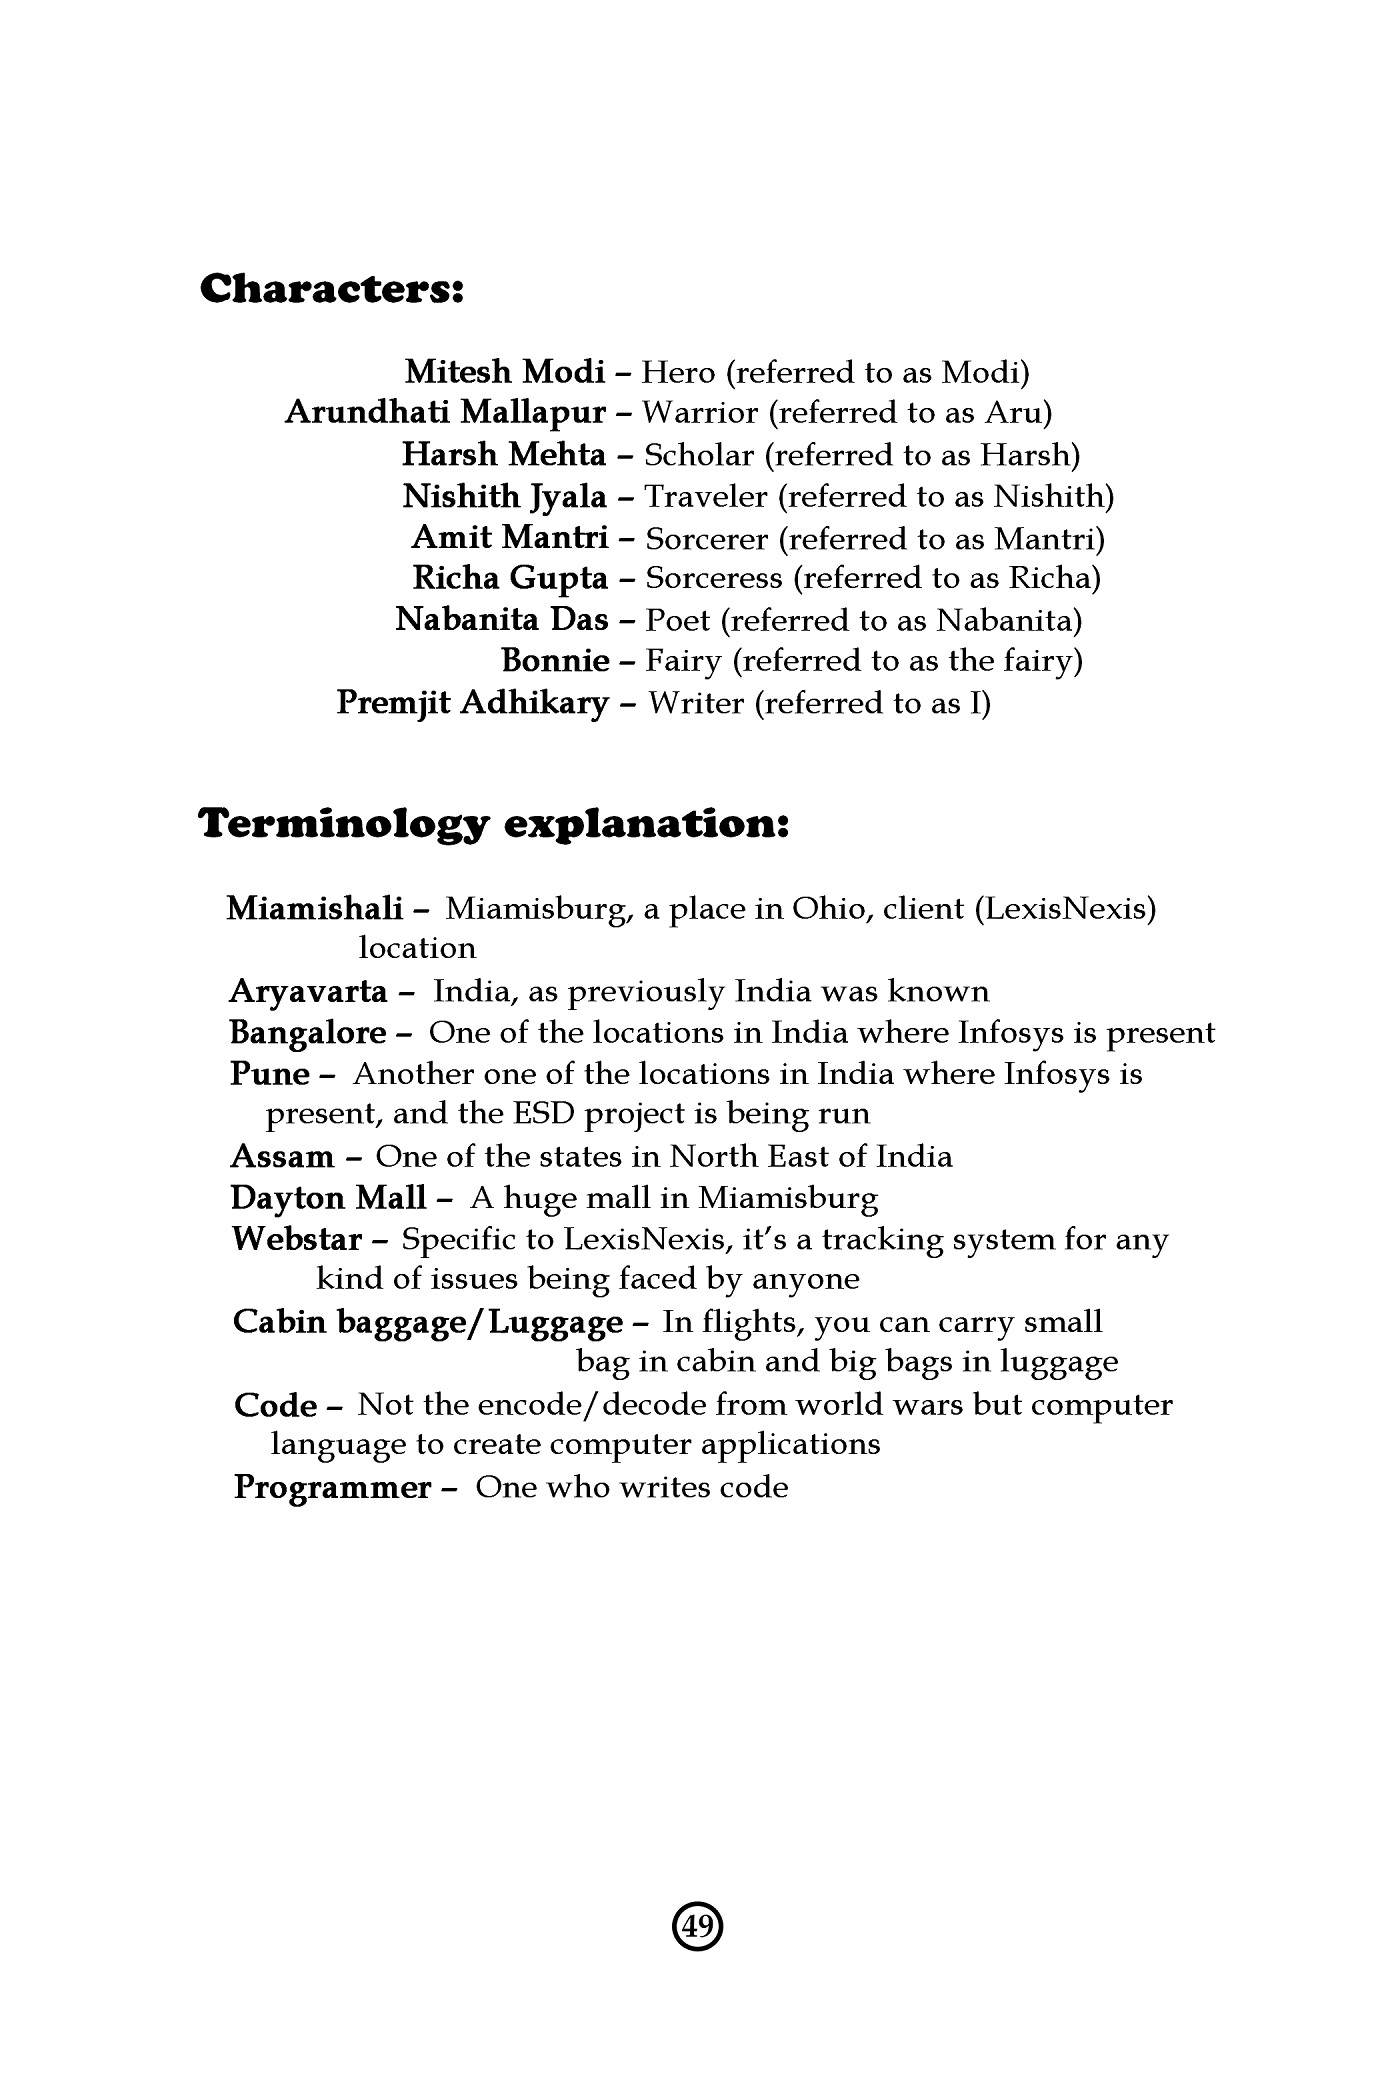 Characters:
Mitesh Modi – Hero (referred to as Modi)
Arundhati Mallapur – Warrior (referred to as Aru)
Harsh Mehta – Scholar (referred to as Harsh)
Nishith Jyala – Traveler (referred to as Nishith)
Amit Mantri – Sorcerer (referred to as Mantri)
Richa Gupta – Sorceress (referred to as Richa)
Nabanita Das – Poet (referred to as Nabanita)
Bonnie – Fairy (referred to as the fairy)
Premjit Adhikary – Writer (referred to as I)
Terminology explanation:
Miamishali – Miamisburg, a place in Ohio, client (LexisNexis)
location
Aryavarta – India, as previously India was known
Bangalore – One of the locations in India where Infosys is present
Pune – Another one of the locations in India where Infosys is
present, and the ESD project is being run
Assam – One of the states in North East of India
Dayton Mall – A huge mall in Miamisburg
Webstar – Specific to LexisNexis, it’s a tracking system for any
kind of issues being faced by anyone
Cabin baggage/Luggage – In flights, you can carry small
bag in cabin and big bags in luggage
Code – Not the encode/decode from world wars but computer
language to create computer applications
Programmer – One who writes code
49